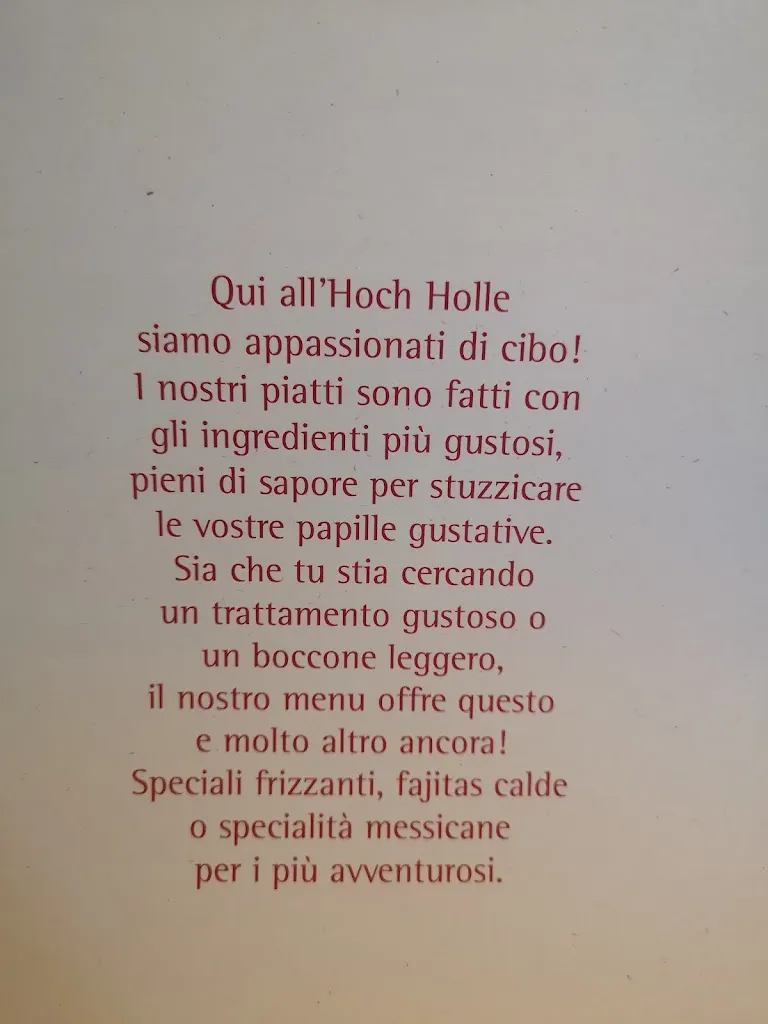 Qui all'Hoch Holle
siamo appassionati di cibo!
I nostri piatti sono fatti con
gli ingredienti più gustosi,
pieni di sapore per stuzzicare
le vostre papille gustative.
Sia che tu stia cercando
un trattamento gustoso o
un boccone leggero,
il nostro menu offre questo
e molto altro ancora!
Speciali frizzanti, fajitas calde
o specialità messicane
per i più avventurosi.